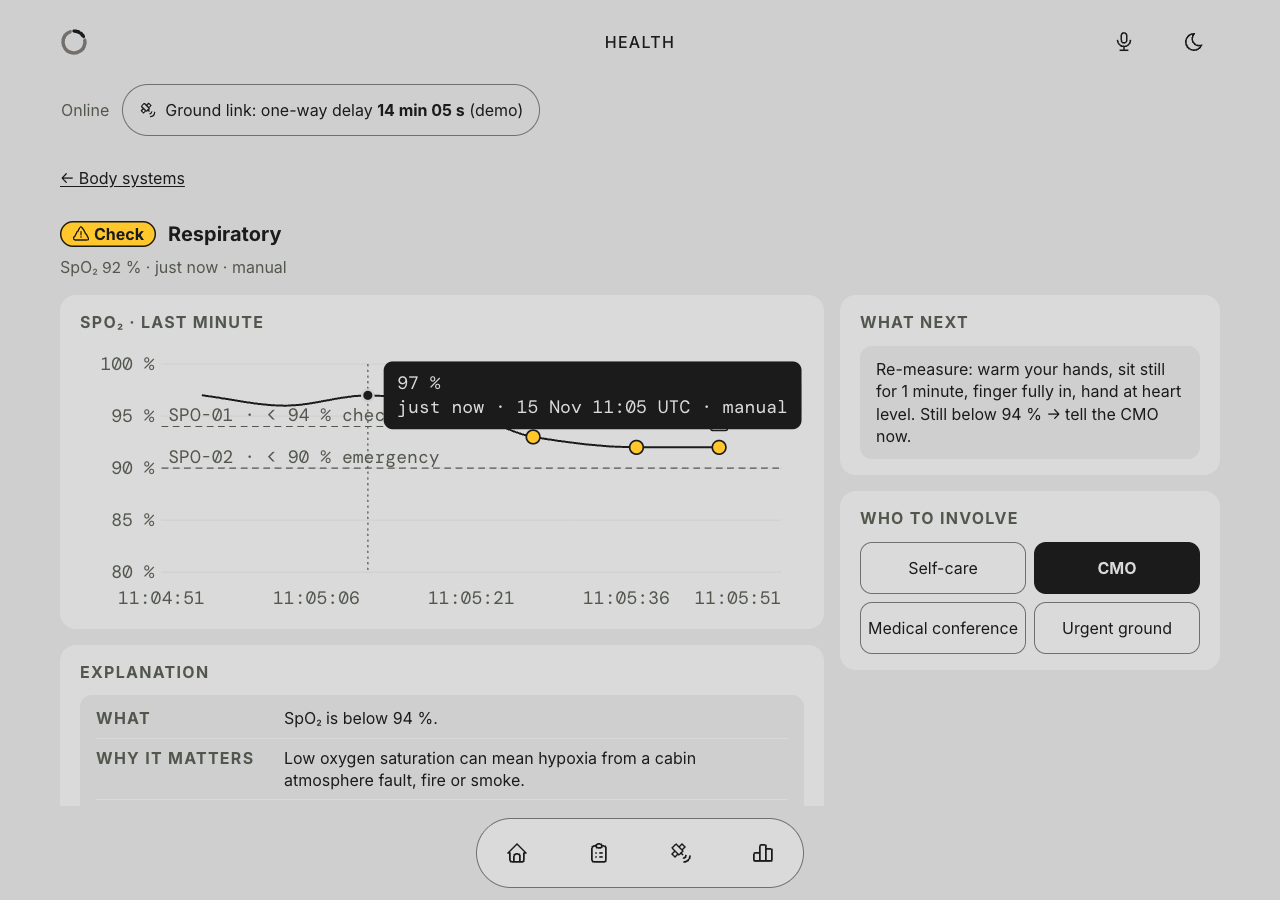 HEALTH
Online
Ground link: one-way delay 14 min 05 s (demo)
← Body systems
Check
Respiratory
SpO₂ 92 % · just now · manual
SPO₂ · LAST MINUTE
100 %
97 %
just now · 15 Nov 11:05 UTC · manual
95 %
SPO-01 · < 94 % chec
SPO-02 · < 90 % emergency
90 %
85 %
80 %
11:04:51
11:05:06
11:05:21
11:05:36
11:05:51
WHAT NEXT
Re-measure: warm your hands, sit still
for 1 minute, finger fully in, hand at heart
level. Still below 94 % → tell the CMO
now.
WHO TO INVOLVE
Self-care
CMO
Medical conference
Urgent ground
EXPLANATION
WHAT
SpO₂ is below 94 %.
WHY IT MATTERS
Low oxygen saturation can mean hypoxia from a cabin
atmosphere fault, fire or smoke.